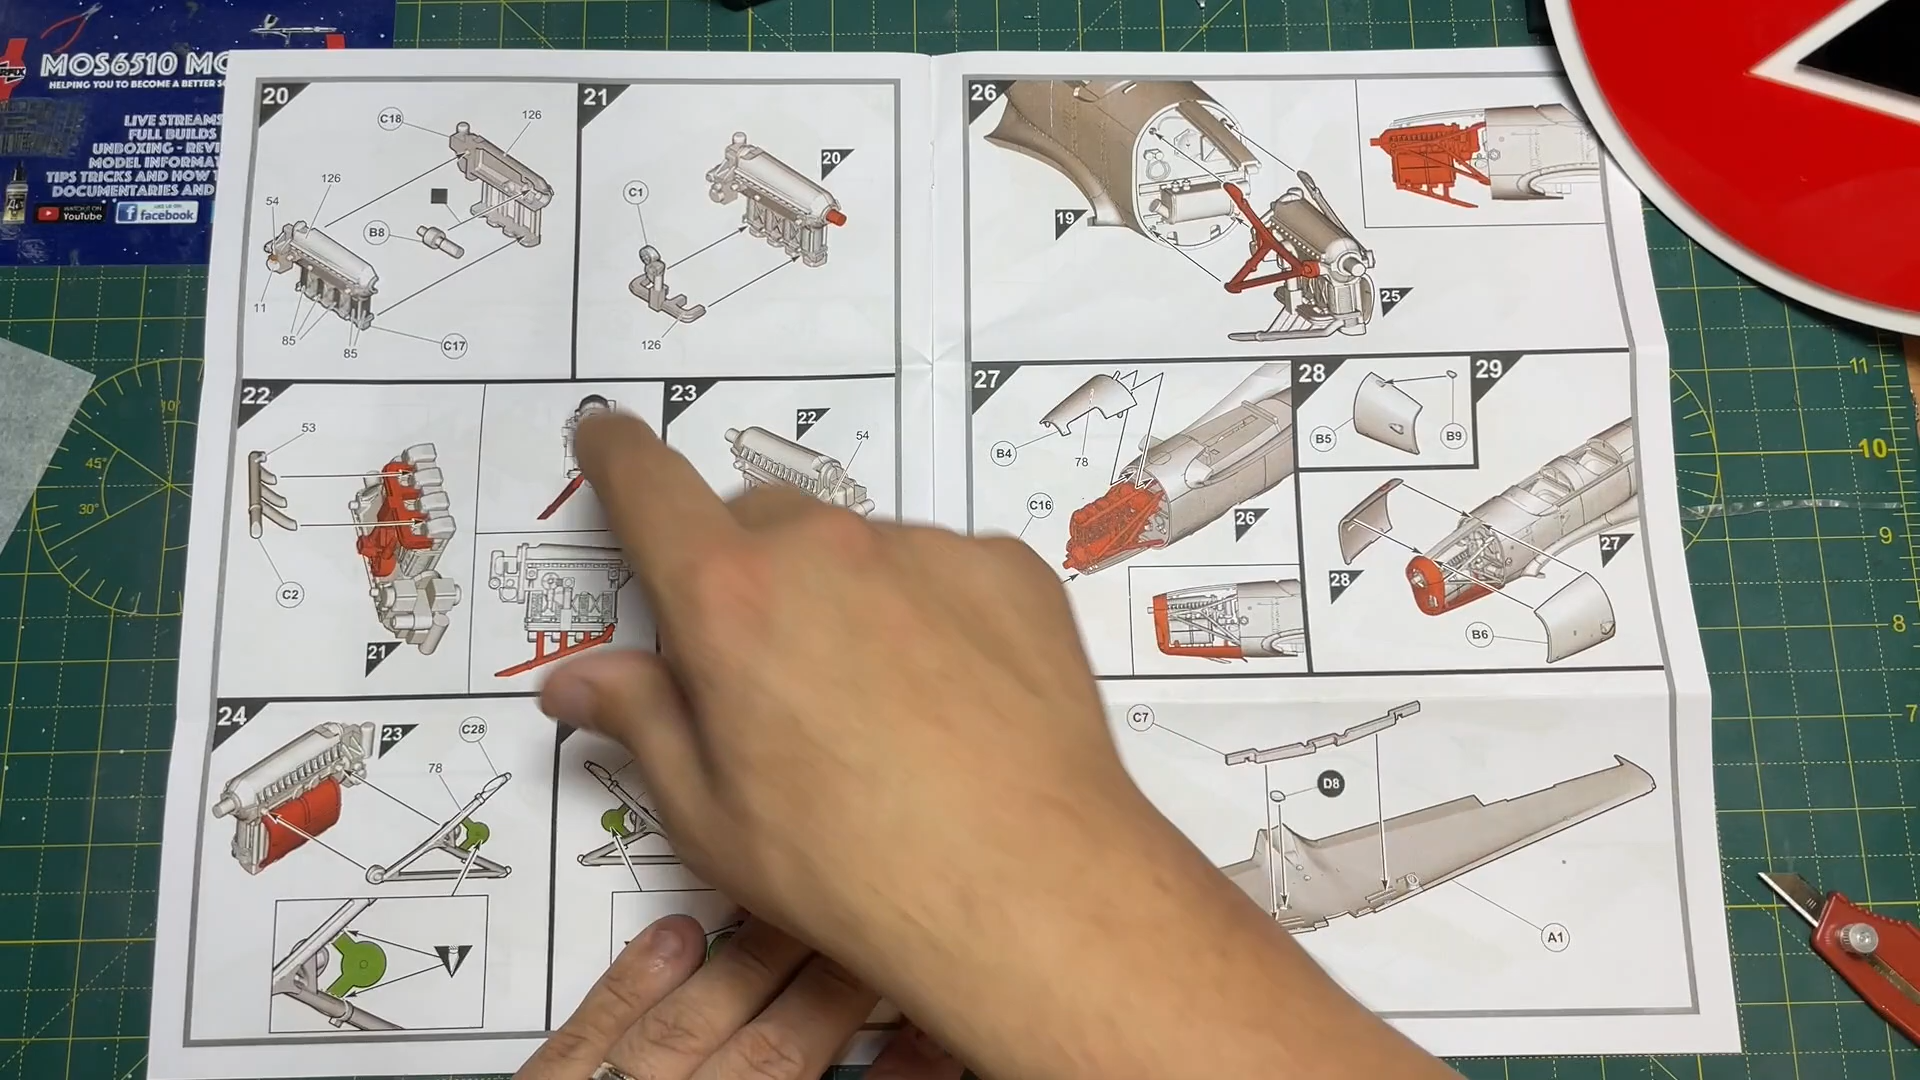 MOS6510 MO
HELPING YOU TO BECOME A BETTER
LIVE STREAMS
FULL BUILDS
UNBOXING - REVI
MODEL INFORMA
TIPS TRICKS AND HOW T
DOCUMENTARIES AND
YouTube
facebook
20
C18
126
126
54
B8
11
85
85
C17
21
20
C1
126
22
53
C2
21
23
22
54
24
23
C28
78
26
19
25
27
B4
78
C16
26
28
B5
B9
29
28
27
B6
C7
D8
A1
45°
30°
11
10
9
8
7